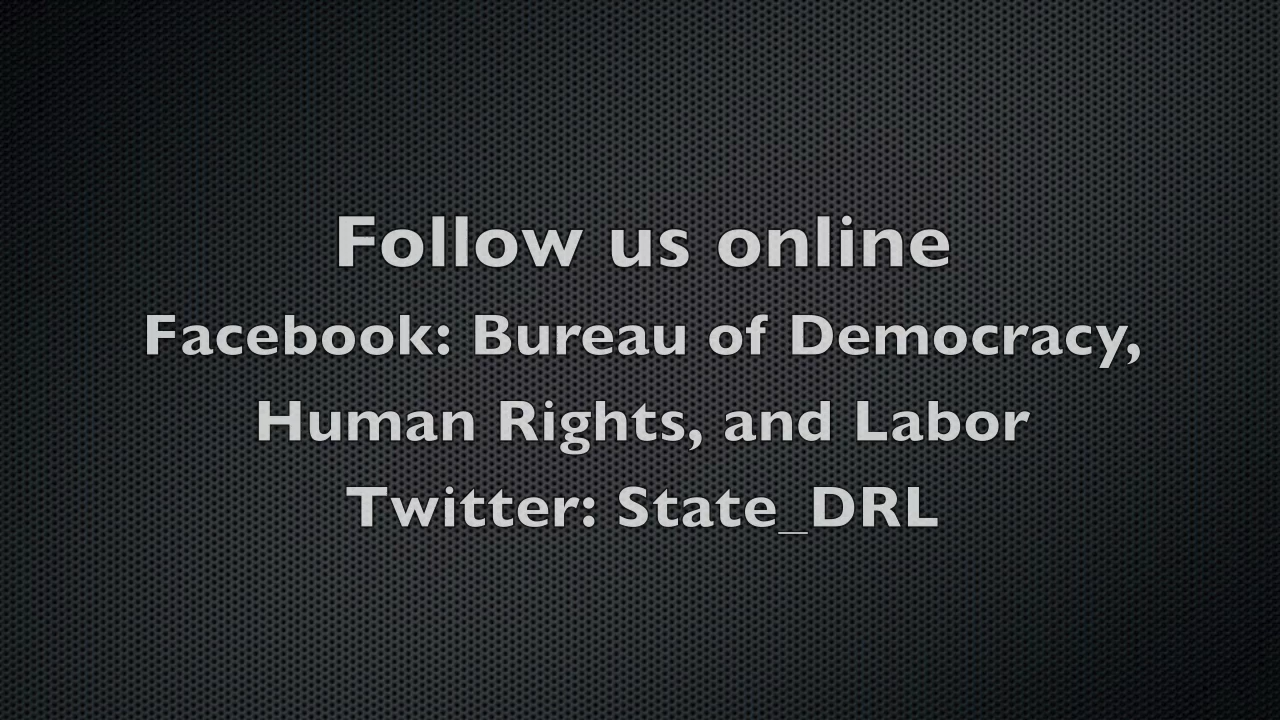 Follow us online
Facebook: Bureau of Democracy,
Human Rights, and Labor
Twitter: State_DRL